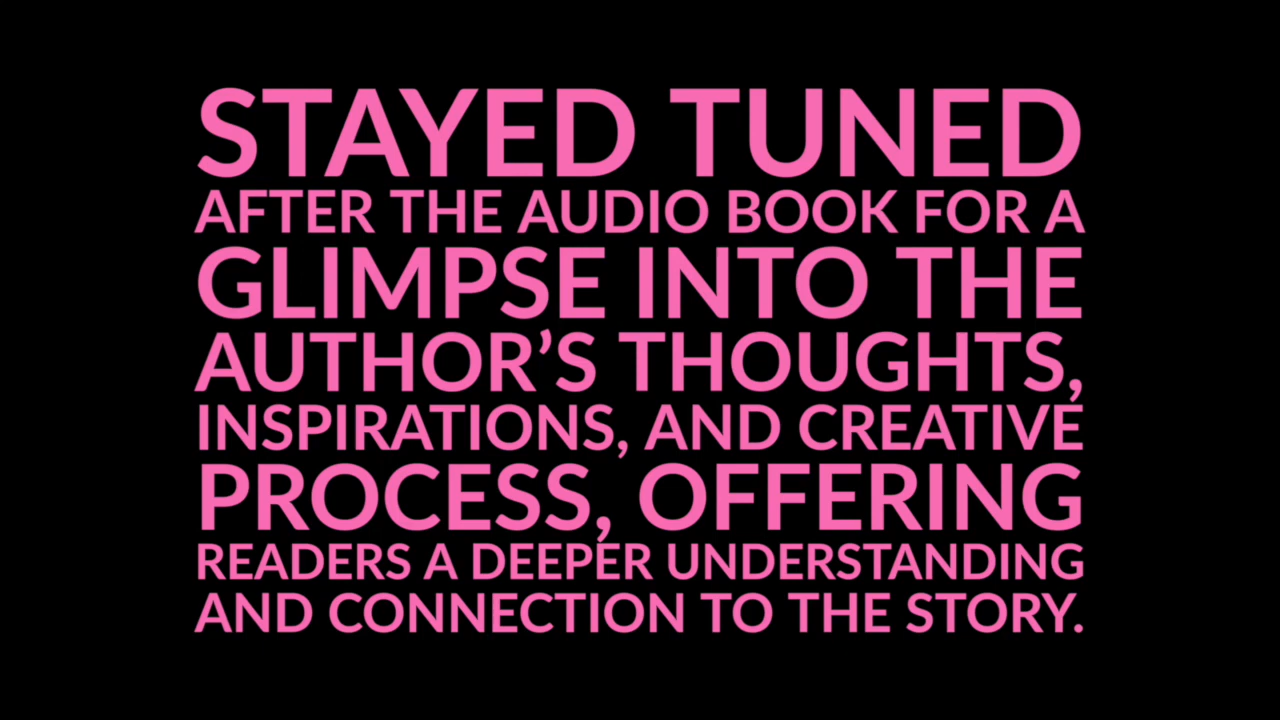 STAYED TUNED
AFTER THE AUDIO BOOK FOR A
GLIMPSE INTO THE
AUTHOR’S THOUGHTS,
INSPIRATIONS, AND CREATIVE
PROCESS, OFFERING
READERS A DEEPER UNDERSTANDING
AND CONNECTION TO THE STORY.